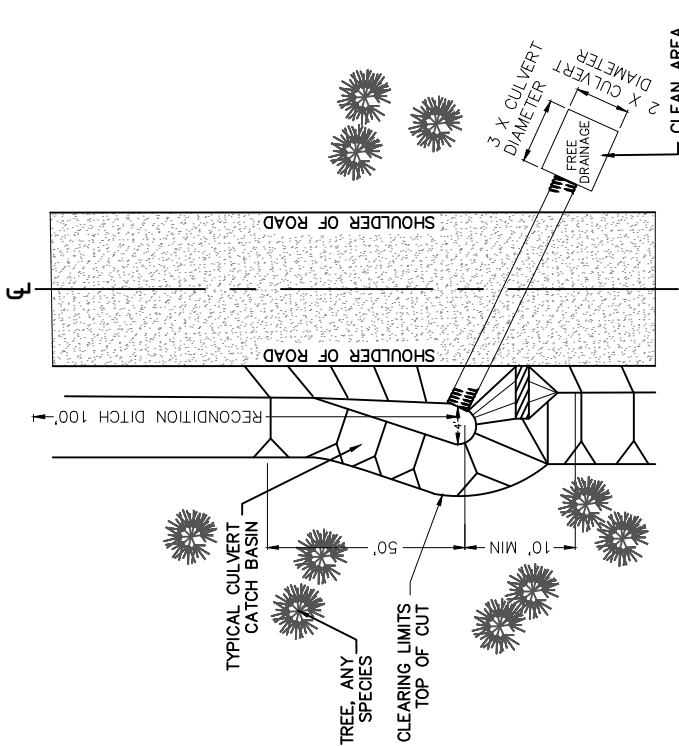 ℄
SHOULDER OF ROAD
SHOULDER OF ROAD
RECONDITION DITCH 100'
3 X CULVERT
DIAMETER
2 X CULVERT
DIAMETER
FREE
DRAINAGE
CLEAN AREA
4'
TYPICAL CULVERT
CATCH BASIN
50'
10' MIN
TREE, ANY
SPECIES
CLEARING LIMITS
TOP OF CUT